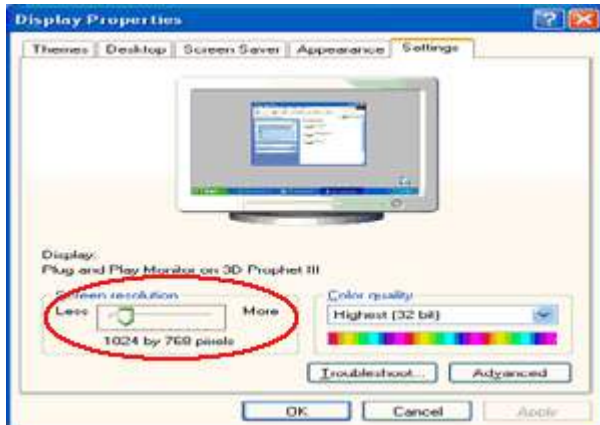 Display Properties
Themes Desktop Screen Saver Appearance Settings
Display:
Plug and Play Monitor on 3D Prophet III
Screen resolution
Less More
1024 by 768 pixels
Color quality
Highest (32 bit)
Troubleshoot... Advanced
OK Cancel Apply